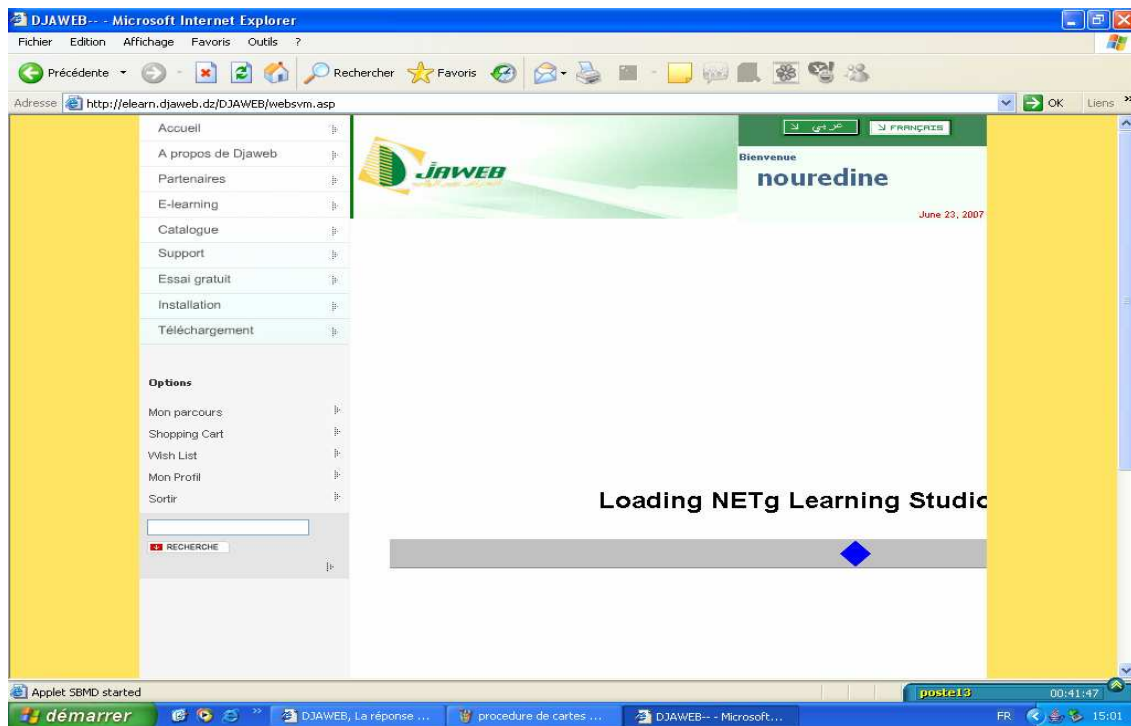 DJAWEB-- - Microsoft Internet Explorer
Fichier Edition Affichage Favoris Outils ?
Précédente Rechercher Favoris
Adresse http://elearn.djaweb.dz/DJAWEB/websvm.asp OK Liens »
Accueil
A propos de Djaweb
Partenaires
E-learning
Catalogue
Support
Essai gratuit
Installation
Téléchargement
Options
Mon parcours
Shopping Cart
Wish List
Mon Profil
Sortir
RECHERCHE
JAWEB
عربي FRANÇAIS
Bienvenue
nouredine
June 23, 2007
Loading NETg Learning Studio
Applet SBMD started
poste13 00:41:47
démarrer » DJAWEB, La réponse ... procedure de cartes ... DJAWEB-- - Microsoft... FR 15:01